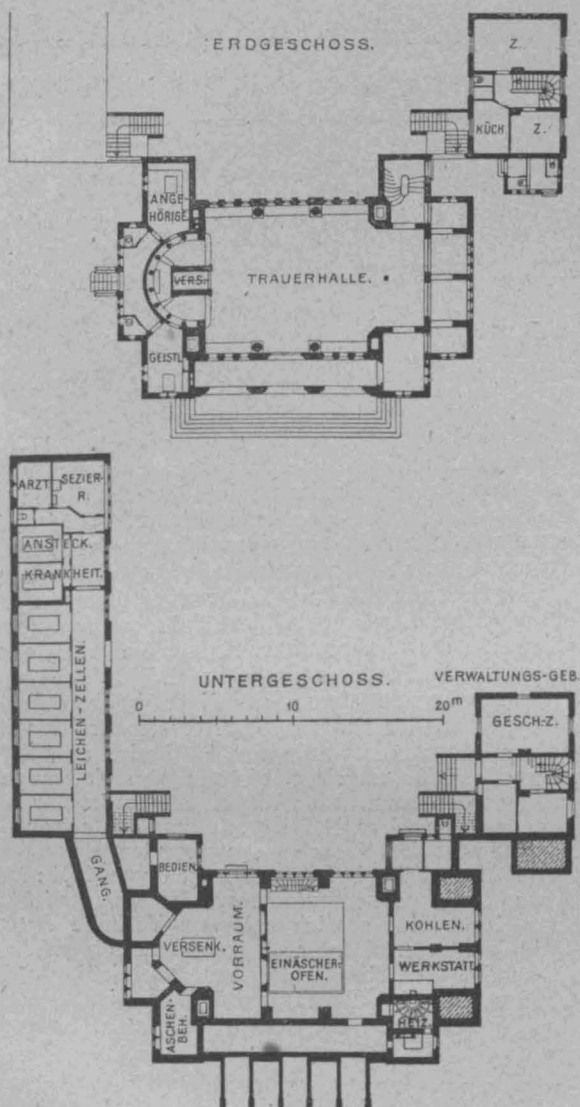 ERDGESCHOSS.
Z.
KÜCH
Z.
ANGE-
HÖRIGE
VERS.
TRAUERHALLE.
GEISTL
ARZT
SEZIER-
R.
ANSTECK.
KRANKHEIT.
LEICHEN-ZELLEN.
UNTERGESCHOSS.
VERWALTUNGS-GEB.
0 10 20 m
GESCH-Z.
GANG.
BEDIEN.
VERSENK.
VORRAUM.
EINÄSCHER-
OFEN.
KOHLEN.
WERKSTATT
ASCHEN-
BEH.
HEIZ.